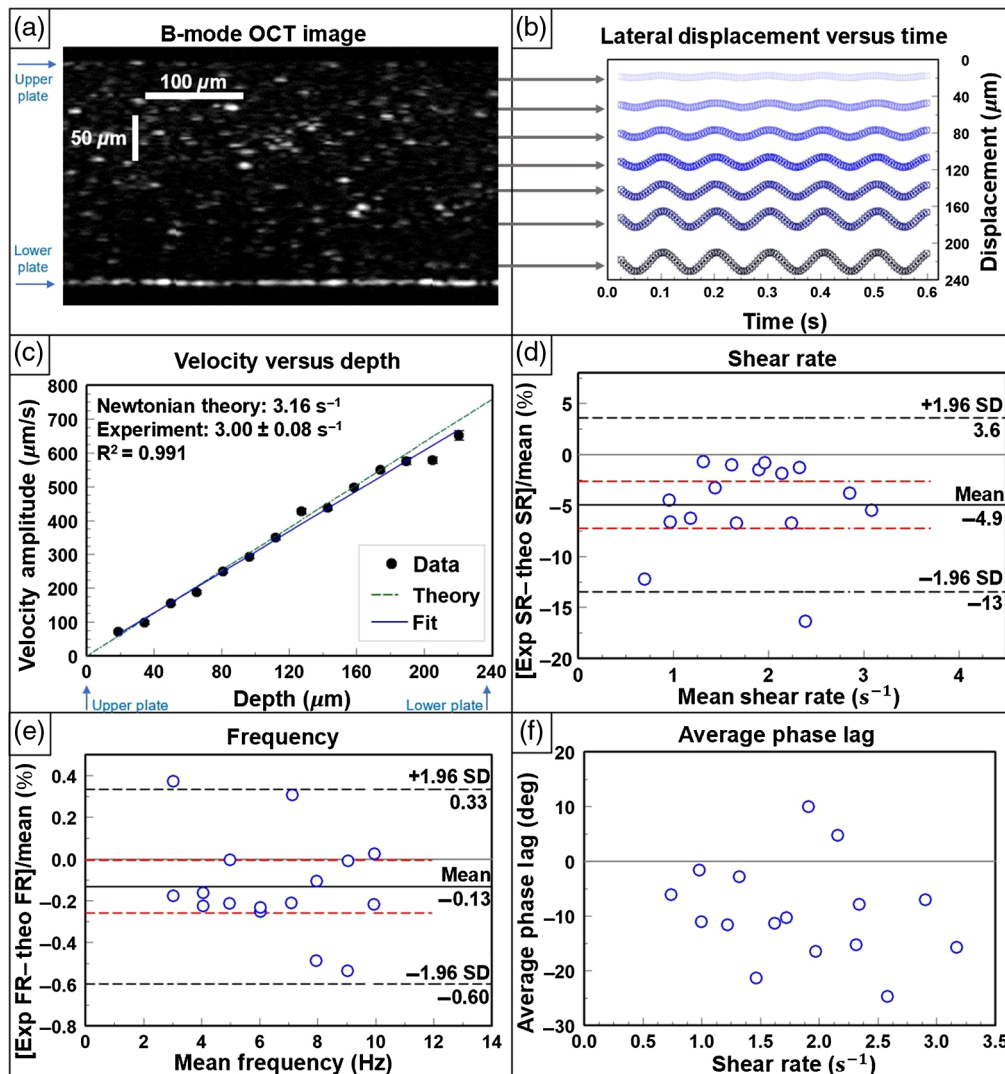 (a)
B-mode OCT image
Upper
plate
100 µm
50 µm
Lower
plate
(b)
Lateral displacement versus time
0
40
80
120
160
200
240
Displacement (µm)
0.0 0.1 0.2 0.3 0.4 0.5 0.6
Time (s)
(c)
Velocity versus depth
800
700
600
500
400
300
200
100
0
Velocity amplitude (µm/s)
Newtonian theory: 3.16 s⁻¹
Experiment: 3.00 ± 0.08 s⁻¹
R² = 0.991
Data
Theory
Fit
0 40 80 120 160 200 240
Depth (µm)
Upper plate
Lower plate
(d)
Shear rate
[Exp SR– theo SR]/mean (%)
5
0
–5
–10
–15
–20
+1.96 SD
3.6
Mean
–4.9
–1.96 SD
–13
0 1 2 3 4
Mean shear rate (s⁻¹)
(e)
Frequency
[Exp FR– theo FR]/mean (%)
0.4
0.2
0.0
–0.2
–0.4
–0.6
–0.8
+1.96 SD
0.33
Mean
–0.13
–1.96 SD
–0.60
0 2 4 6 8 10 12 14
Mean frequency (Hz)
(f)
Average phase lag
Average phase lag (deg)
20
10
0
–10
–20
–30
0.0 0.5 1.0 1.5 2.0 2.5 3.0 3.5
Shear rate (s⁻¹)